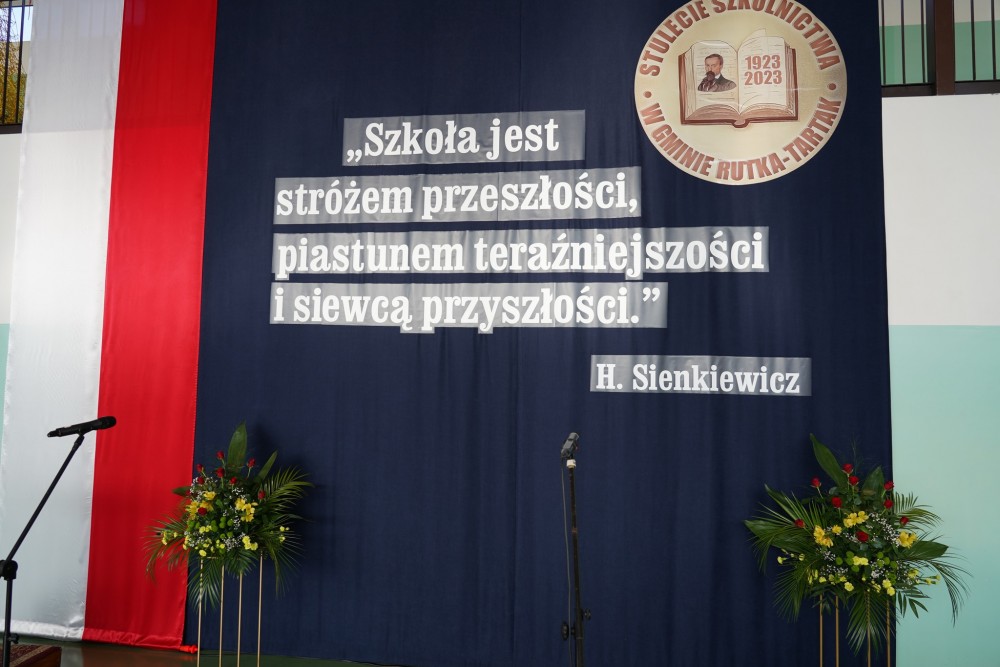 STULECIE SZKOLNICTWA
1923
2023
• W GMINIE RUTKA-TARTAK •
„Szkoła jest
stróżem przeszłości,
piastunem teraźniejszości
i siewcą przyszłości.”
H. Sienkiewicz